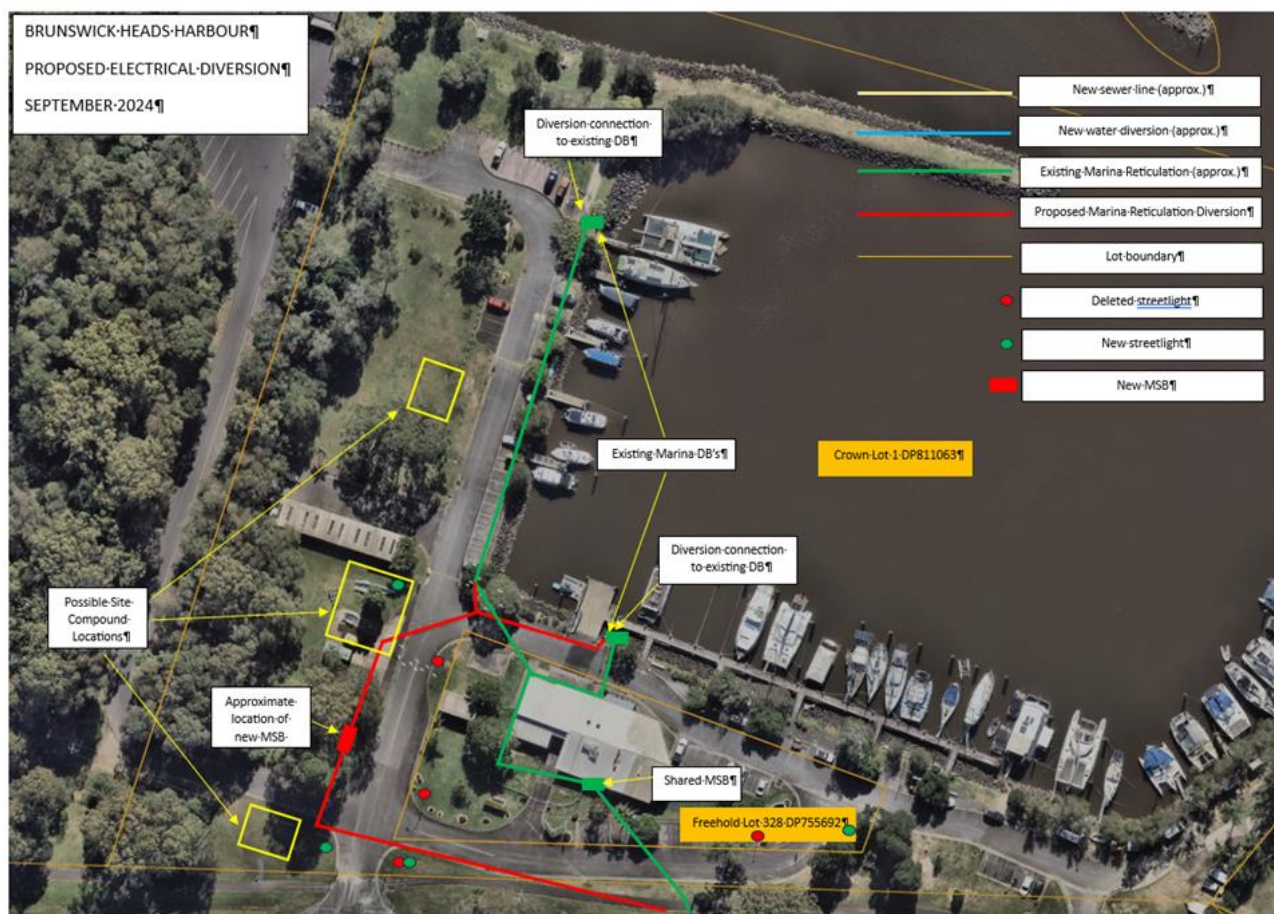 BRUNSWICK·HEADS·HARBOUR¶
PROPOSED·ELECTRICAL·DIVERSION¶
SEPTEMBER·2024¶
New·sewer·line·(approx.)¶
Diversion·connection·
to·existing·DB¶
New·water·diversion·(approx.)¶
Existing·Marina·Reticulation·(approx.)¶
Proposed·Marina·Reticulation·Diversion¶
Lot·boundary¶
Deleted·streetlight¶
New·streetlight¶
New·MSB¶
Existing·Marina·DB's¶
Crown·Lot·1·DP811063¶
Diversion·connection·
to·existing·DB¶
Possible·Site·
Compound·
Locations¶
Approximate·
location·of·
new·MSB·
Shared·MSB¶
Freehold·Lot·328·DP755692¶